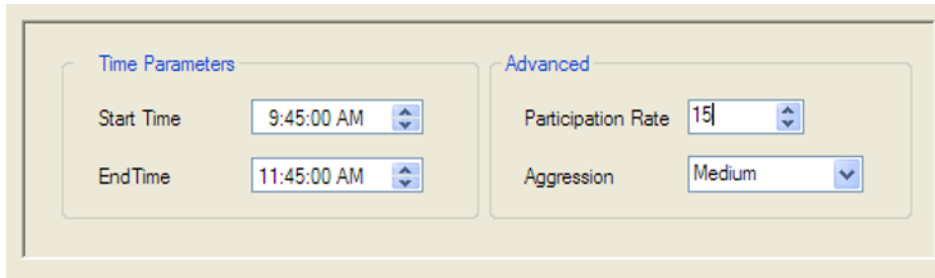 Time Parameters
Start Time 9:45:00 AM
EndTime 11:45:00 AM
Advanced
Participation Rate 15
Aggression Medium